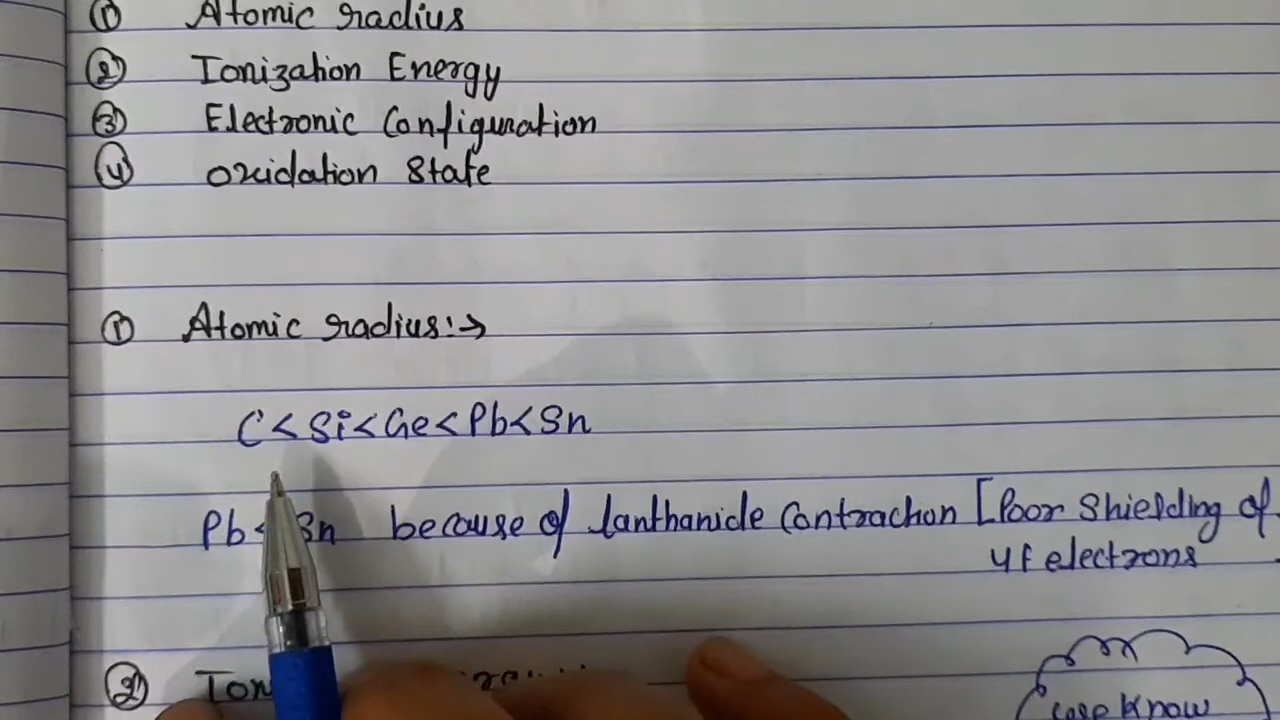 ① Atomic radius
② Ionization Energy
③ Electronic Configuration
④ Oxidation State
① Atomic radius:→
C < Si < Ge < Pb < Sn
Pb < Sn because of lanthanide Contraction [Poor Shielding of
4f electrons
②
we know